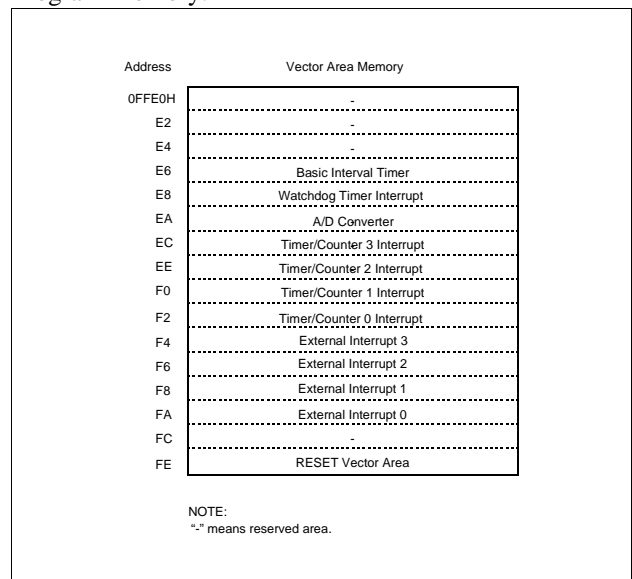 Address Vector Area Memory
0FFE0H -
E2 -
E4 -
E6 Basic Interval Timer
E8 Watchdog Timer Interrupt
EA A/D Converter
EC Timer/Counter 3 Interrupt
EE Timer/Counter 2 Interrupt
F0 Timer/Counter 1 Interrupt
F2 Timer/Counter 0 Interrupt
F4 External Interrupt 3
F6 External Interrupt 2
F8 External Interrupt 1
FA External Interrupt 0
FC -
FE RESET Vector Area
NOTE:
“-” means reserved area.